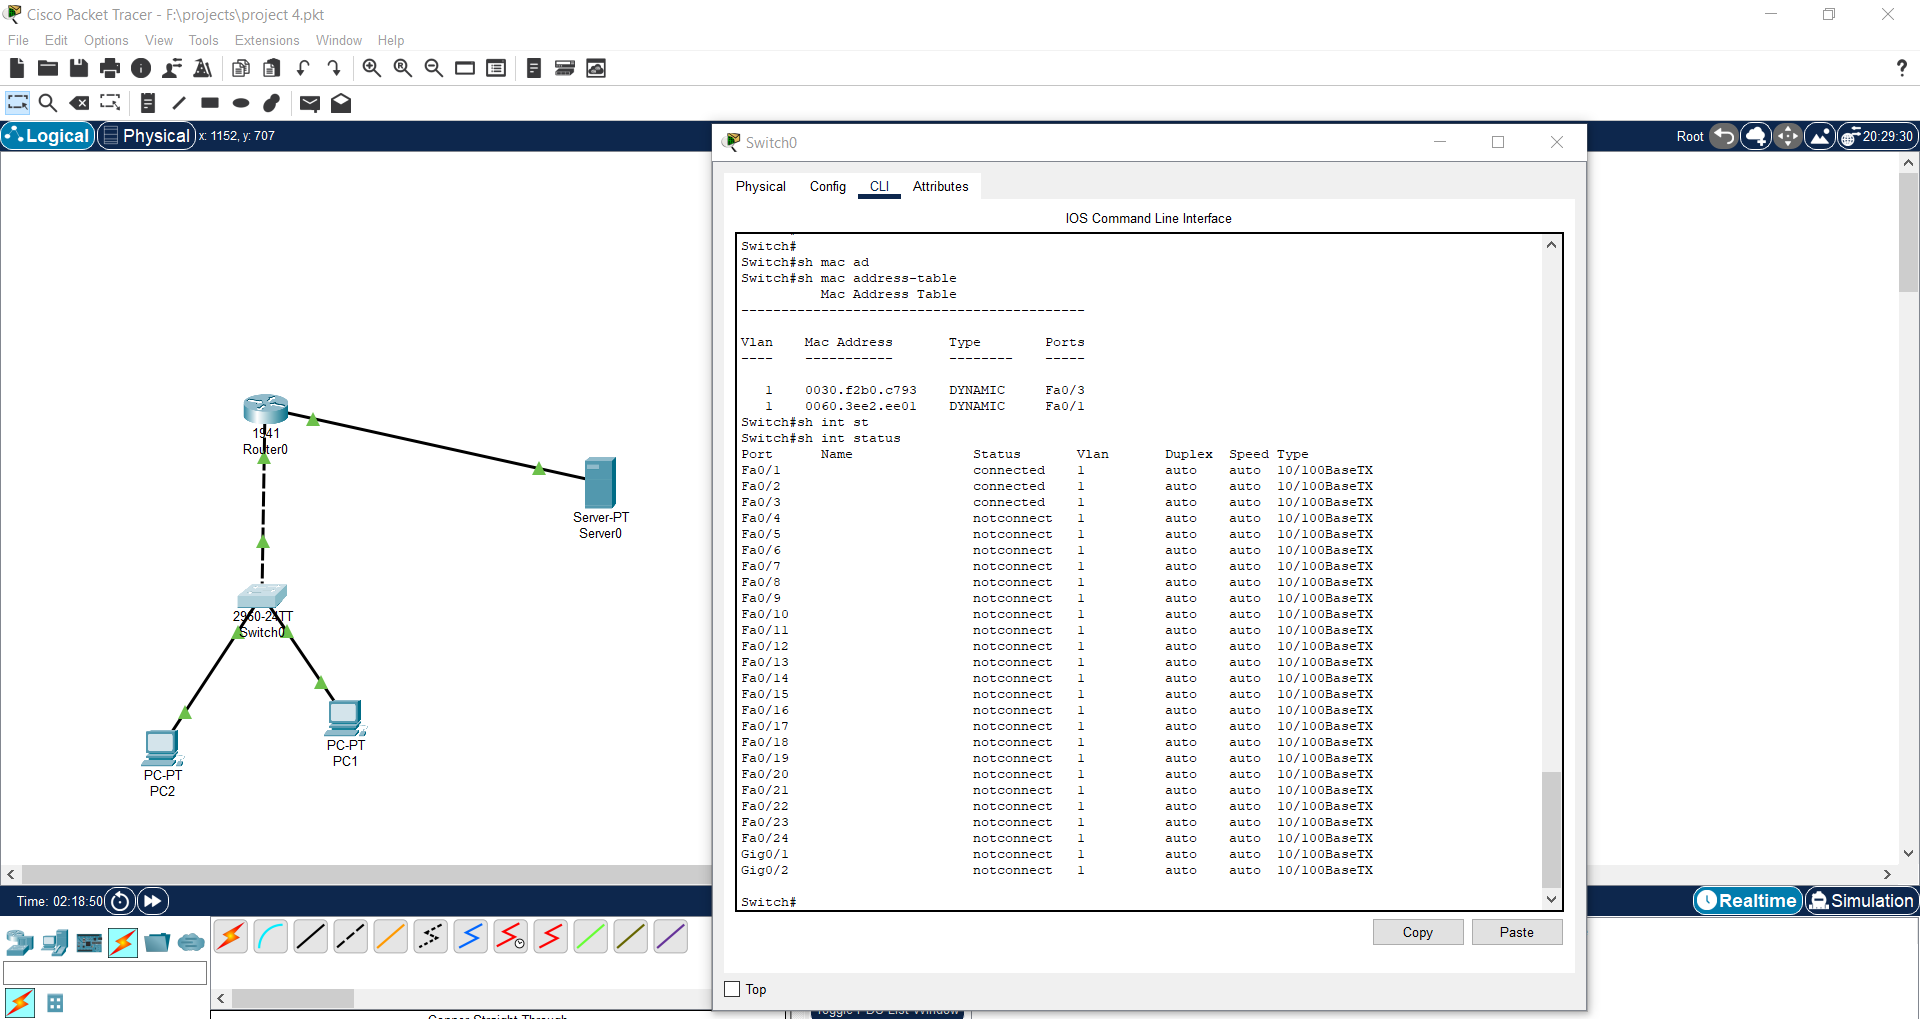 Cisco Packet Tracer - F:\projects\project 4.pkt
File Edit Options View Tools Extensions Window Help
Logical Physical x: 1152, y: 707
Root 20:29:30
1941
Router0
Server-PT
Server0
2960-24TT
Switch0
PC-PT
PC1
PC-PT
PC2
Switch0
Physical Config CLI Attributes
IOS Command Line Interface
Switch#
Switch#sh mac ad
Switch#sh mac address-table
Mac Address Table
-------------------------------------------
Vlan Mac Address Type Ports
---- ----------- -------- -----
1 0030.f2b0.c793 DYNAMIC Fa0/3
1 0060.3ee2.ee01 DYNAMIC Fa0/1
Switch#sh int st
Switch#sh int status
Port Name Status Vlan Duplex Speed Type
Fa0/1 connected 1 auto auto 10/100BaseTX
Fa0/2 connected 1 auto auto 10/100BaseTX
Fa0/3 connected 1 auto auto 10/100BaseTX
Fa0/4 notconnect 1 auto auto 10/100BaseTX
Fa0/5 notconnect 1 auto auto 10/100BaseTX
Fa0/6 notconnect 1 auto auto 10/100BaseTX
Fa0/7 notconnect 1 auto auto 10/100BaseTX
Fa0/8 notconnect 1 auto auto 10/100BaseTX
Fa0/9 notconnect 1 auto auto 10/100BaseTX
Fa0/10 notconnect 1 auto auto 10/100BaseTX
Fa0/11 notconnect 1 auto auto 10/100BaseTX
Fa0/12 notconnect 1 auto auto 10/100BaseTX
Fa0/13 notconnect 1 auto auto 10/100BaseTX
Fa0/14 notconnect 1 auto auto 10/100BaseTX
Fa0/15 notconnect 1 auto auto 10/100BaseTX
Fa0/16 notconnect 1 auto auto 10/100BaseTX
Fa0/17 notconnect 1 auto auto 10/100BaseTX
Fa0/18 notconnect 1 auto auto 10/100BaseTX
Fa0/19 notconnect 1 auto auto 10/100BaseTX
Fa0/20 notconnect 1 auto auto 10/100BaseTX
Fa0/21 notconnect 1 auto auto 10/100BaseTX
Fa0/22 notconnect 1 auto auto 10/100BaseTX
Fa0/23 notconnect 1 auto auto 10/100BaseTX
Fa0/24 notconnect 1 auto auto 10/100BaseTX
Gig0/1 notconnect 1 auto auto 10/100BaseTX
Gig0/2 notconnect 1 auto auto 10/100BaseTX
Switch#
Copy Paste
Top
Time: 02:18:50
Realtime Simulation
Copper Straight-Through
Toggle PDU List Window